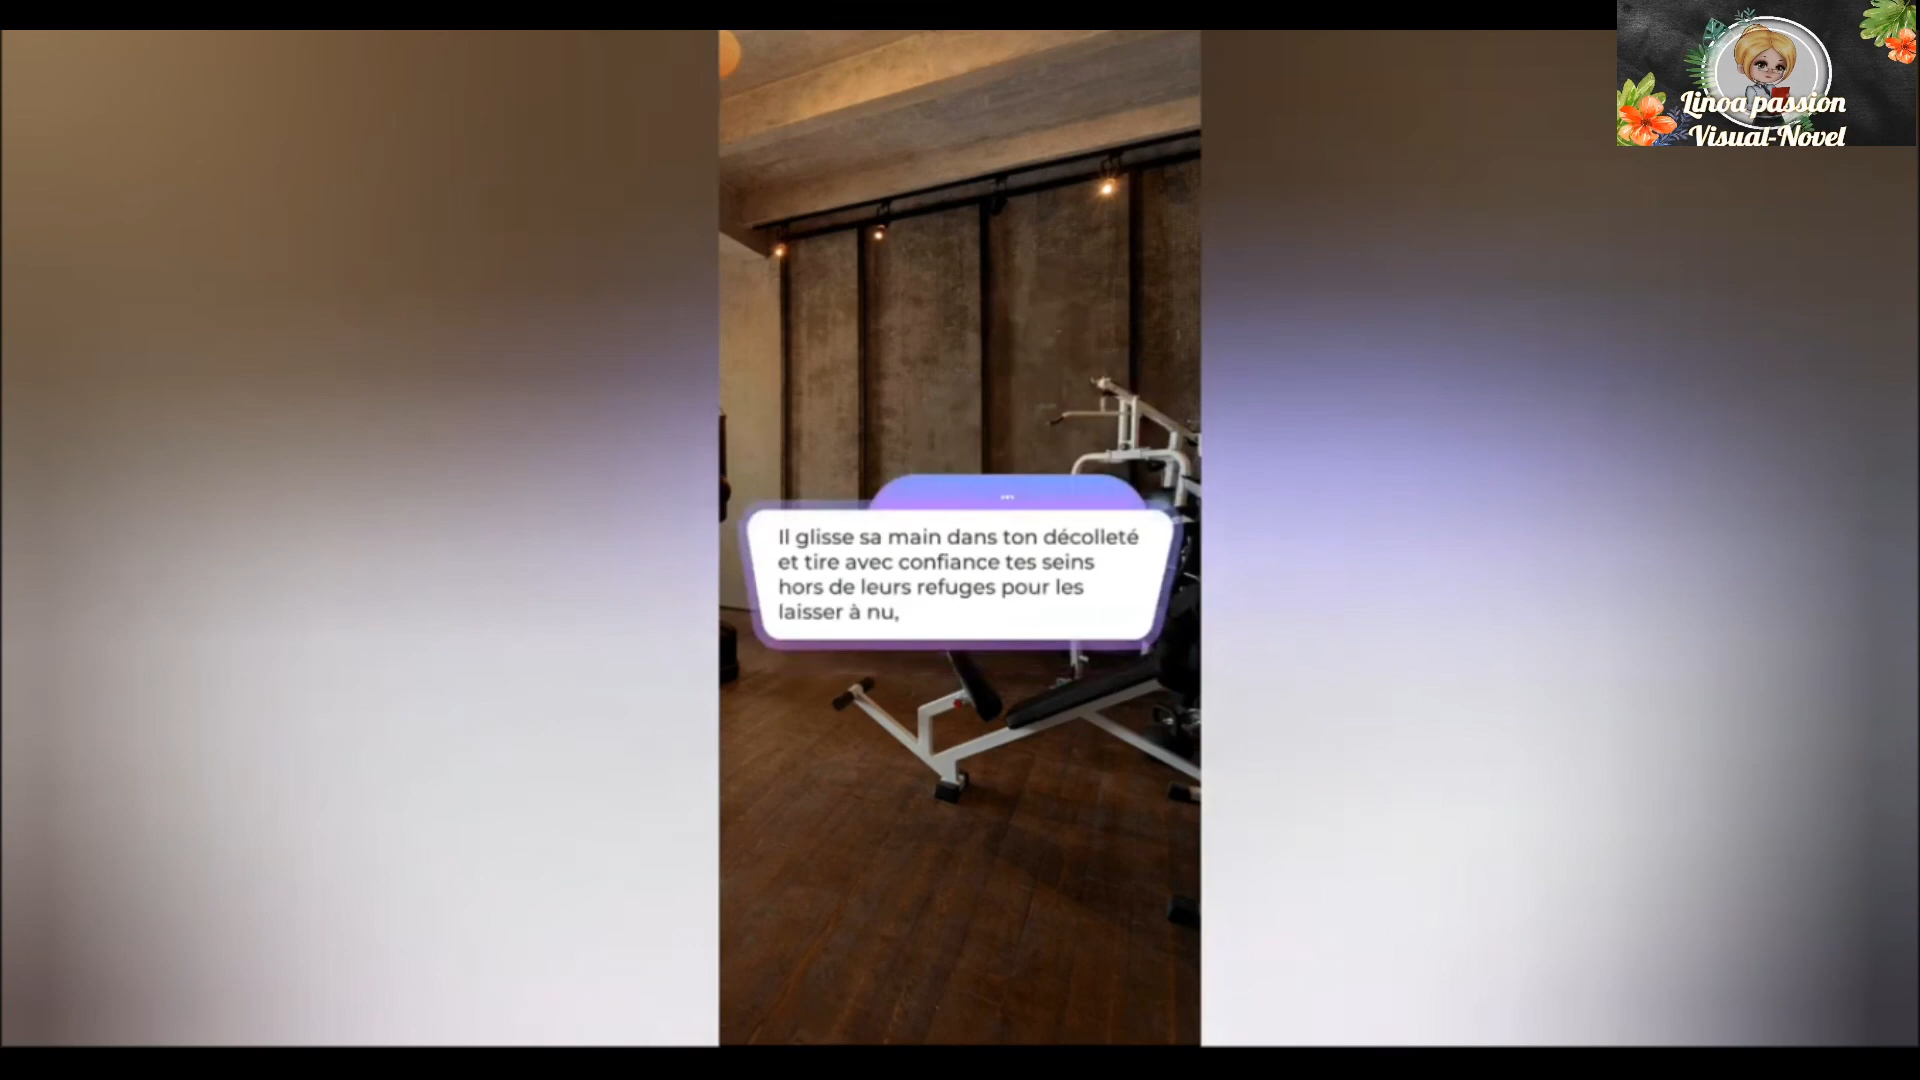 Linoa passion
Visual-Novel
...
Il glisse sa main dans ton décolleté
et tire avec confiance tes seins
hors de leurs refuges pour les
laisser à nu,